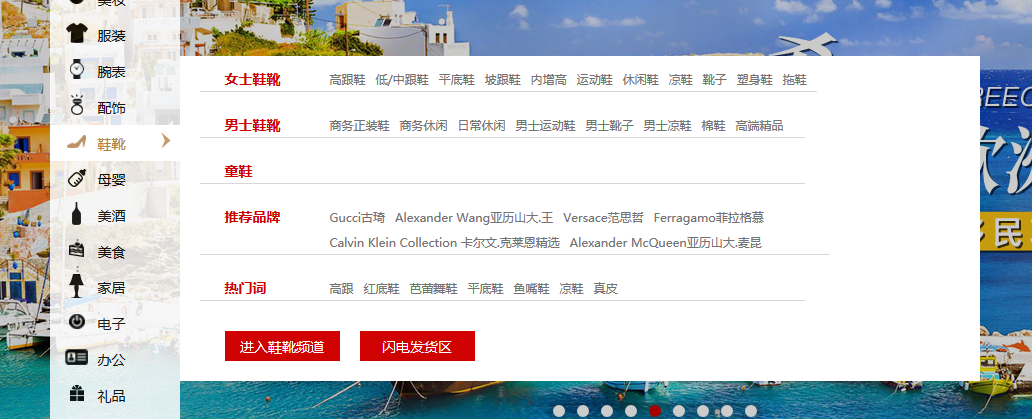 美妆
服装
腕表
配饰
鞋靴
母婴
美酒
美食
家居
电子
办公
礼品
女士鞋靴 高跟鞋 低/中跟鞋 平底鞋 坡跟鞋 内增高 运动鞋 休闲鞋 凉鞋 靴子 塑身鞋 拖鞋
男士鞋靴 商务正装鞋 商务休闲 日常休闲 男士运动鞋 男士靴子 男士凉鞋 棉鞋 高端精品
童鞋
推荐品牌 Gucci古琦 Alexander Wang亚历山大.王 Versace范思哲 Ferragamo菲拉格慕
Calvin Klein Collection 卡尔文.克莱恩精选 Alexander McQueen亚历山大.麦昆
热门词 高跟 红底鞋 芭蕾舞鞋 平底鞋 鱼嘴鞋 凉鞋 真皮
进入鞋靴频道 闪电发货区